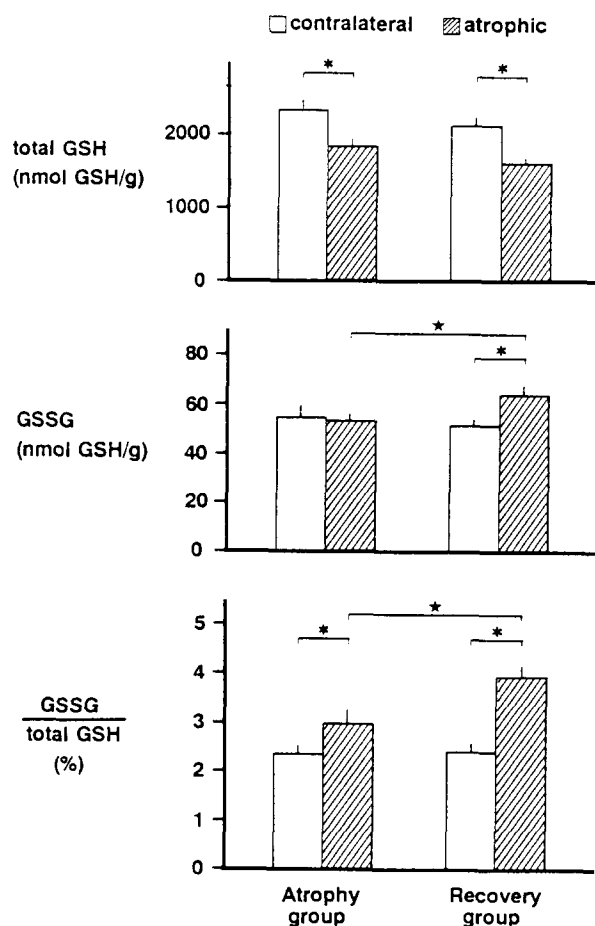 contralateral atrophic
* *
total GSH
(nmol GSH/g)
2000
1000
0
★
*
GSSG
(nmol GSH/g)
80
60
40
20
0
★
* *
GSSG
total GSH
(%)
5
4
3
2
1
0
Atrophy
group
Recovery
group